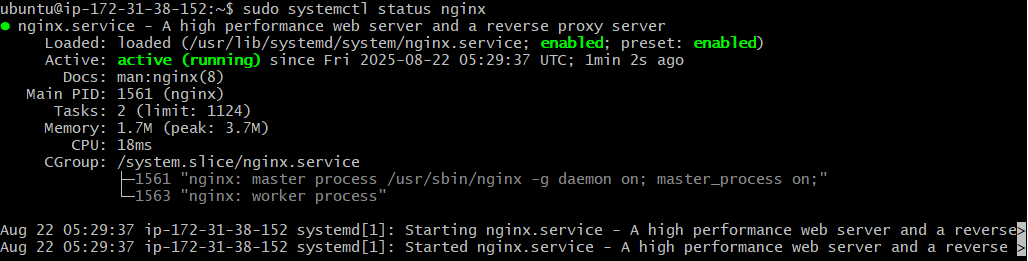 ubuntu@ip-172-31-38-152:~$ sudo systemctl status nginx
● nginx.service - A high performance web server and a reverse proxy server
     Loaded: loaded (/usr/lib/systemd/system/nginx.service; enabled; preset: enabled)
     Active: active (running) since Fri 2025-08-22 05:29:37 UTC; 1min 2s ago
       Docs: man:nginx(8)
   Main PID: 1561 (nginx)
      Tasks: 2 (limit: 1124)
     Memory: 1.7M (peak: 3.7M)
        CPU: 18ms
     CGroup: /system.slice/nginx.service
             ├─1561 "nginx: master process /usr/sbin/nginx -g daemon on; master_process on;"
             └─1563 "nginx: worker process"

Aug 22 05:29:37 ip-172-31-38-152 systemd[1]: Starting nginx.service - A high performance web server and a reverse>
Aug 22 05:29:37 ip-172-31-38-152 systemd[1]: Started nginx.service - A high performance web server and a reverse >